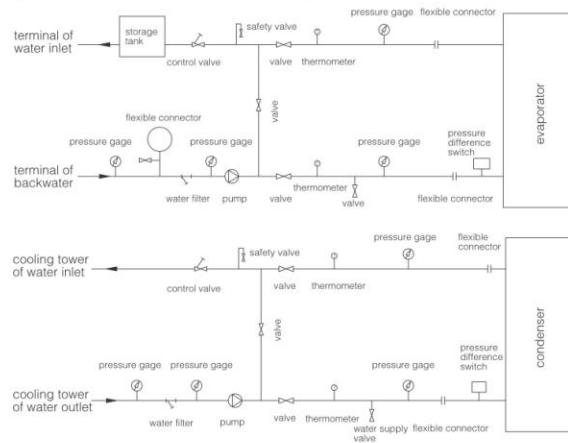 pressure gage
flexible connector
safety valve
terminal of
water inlet
storage
tank
control valve
valve
thermometer
evaporator
flexible connector
valve
pressure gage
pressure gage
pressure gage
pressure
difference
switch
terminal of
backwater
water filter
pump
valve
thermometer
valve
flexible connector
cooling tower
of water inlet
safety valve
pressure gage
flexible
connector
control valve
valve
thermometer
condenser
valve
pressure gage
pressure gage
pressure gage
pressure
difference
switch
cooling tower
of water outlet
water filter
pump
valve
thermometer
water supply
valve
flexible connector